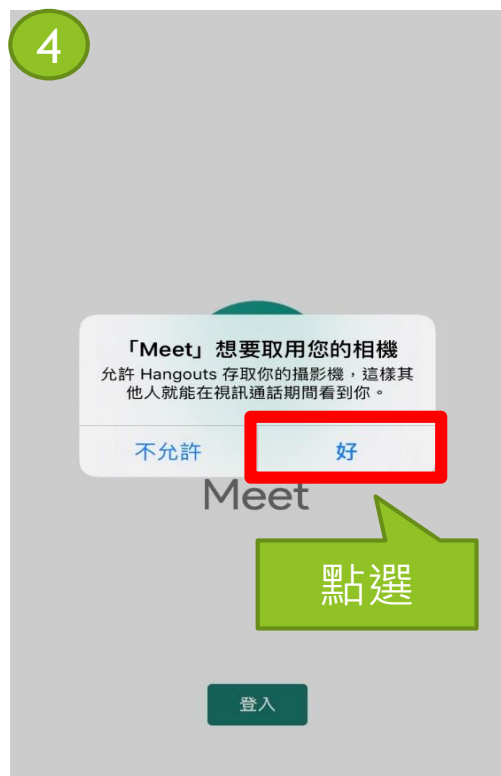 4
「Meet」想要取用您的相機
允許 Hangouts 存取你的攝影機，這樣其
他人就能在視訊通話期間看到你。
不允許
好
Meet
點選
登入